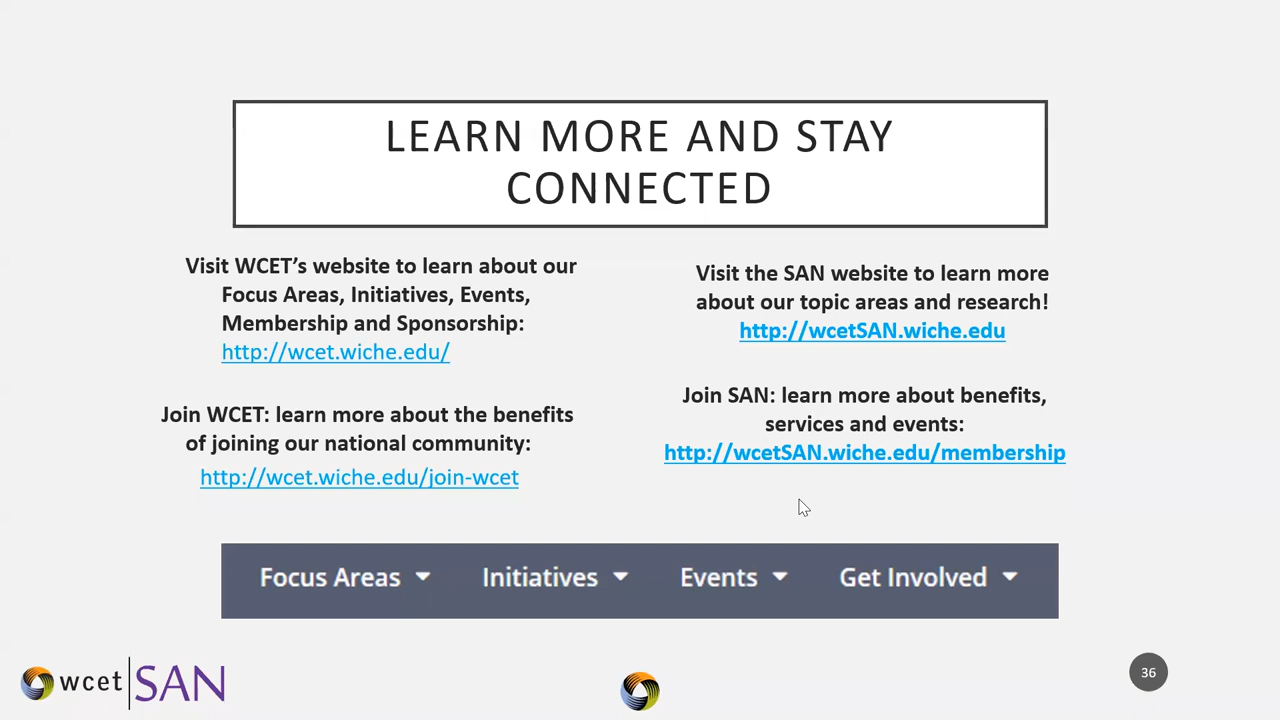 LEARN MORE AND STAY
CONNECTED
Visit WCET’s website to learn about our
Focus Areas, Initiatives, Events,
Membership and Sponsorship:
http://wcet.wiche.edu/
Join WCET: learn more about the benefits
of joining our national community:
http://wcet.wiche.edu/join-wcet
Visit the SAN website to learn more
about our topic areas and research!
http://wcetSAN.wiche.edu
Join SAN: learn more about benefits,
services and events:
http://wcetSAN.wiche.edu/membership
Focus Areas Initiatives Events Get Involved
wcet SAN
36